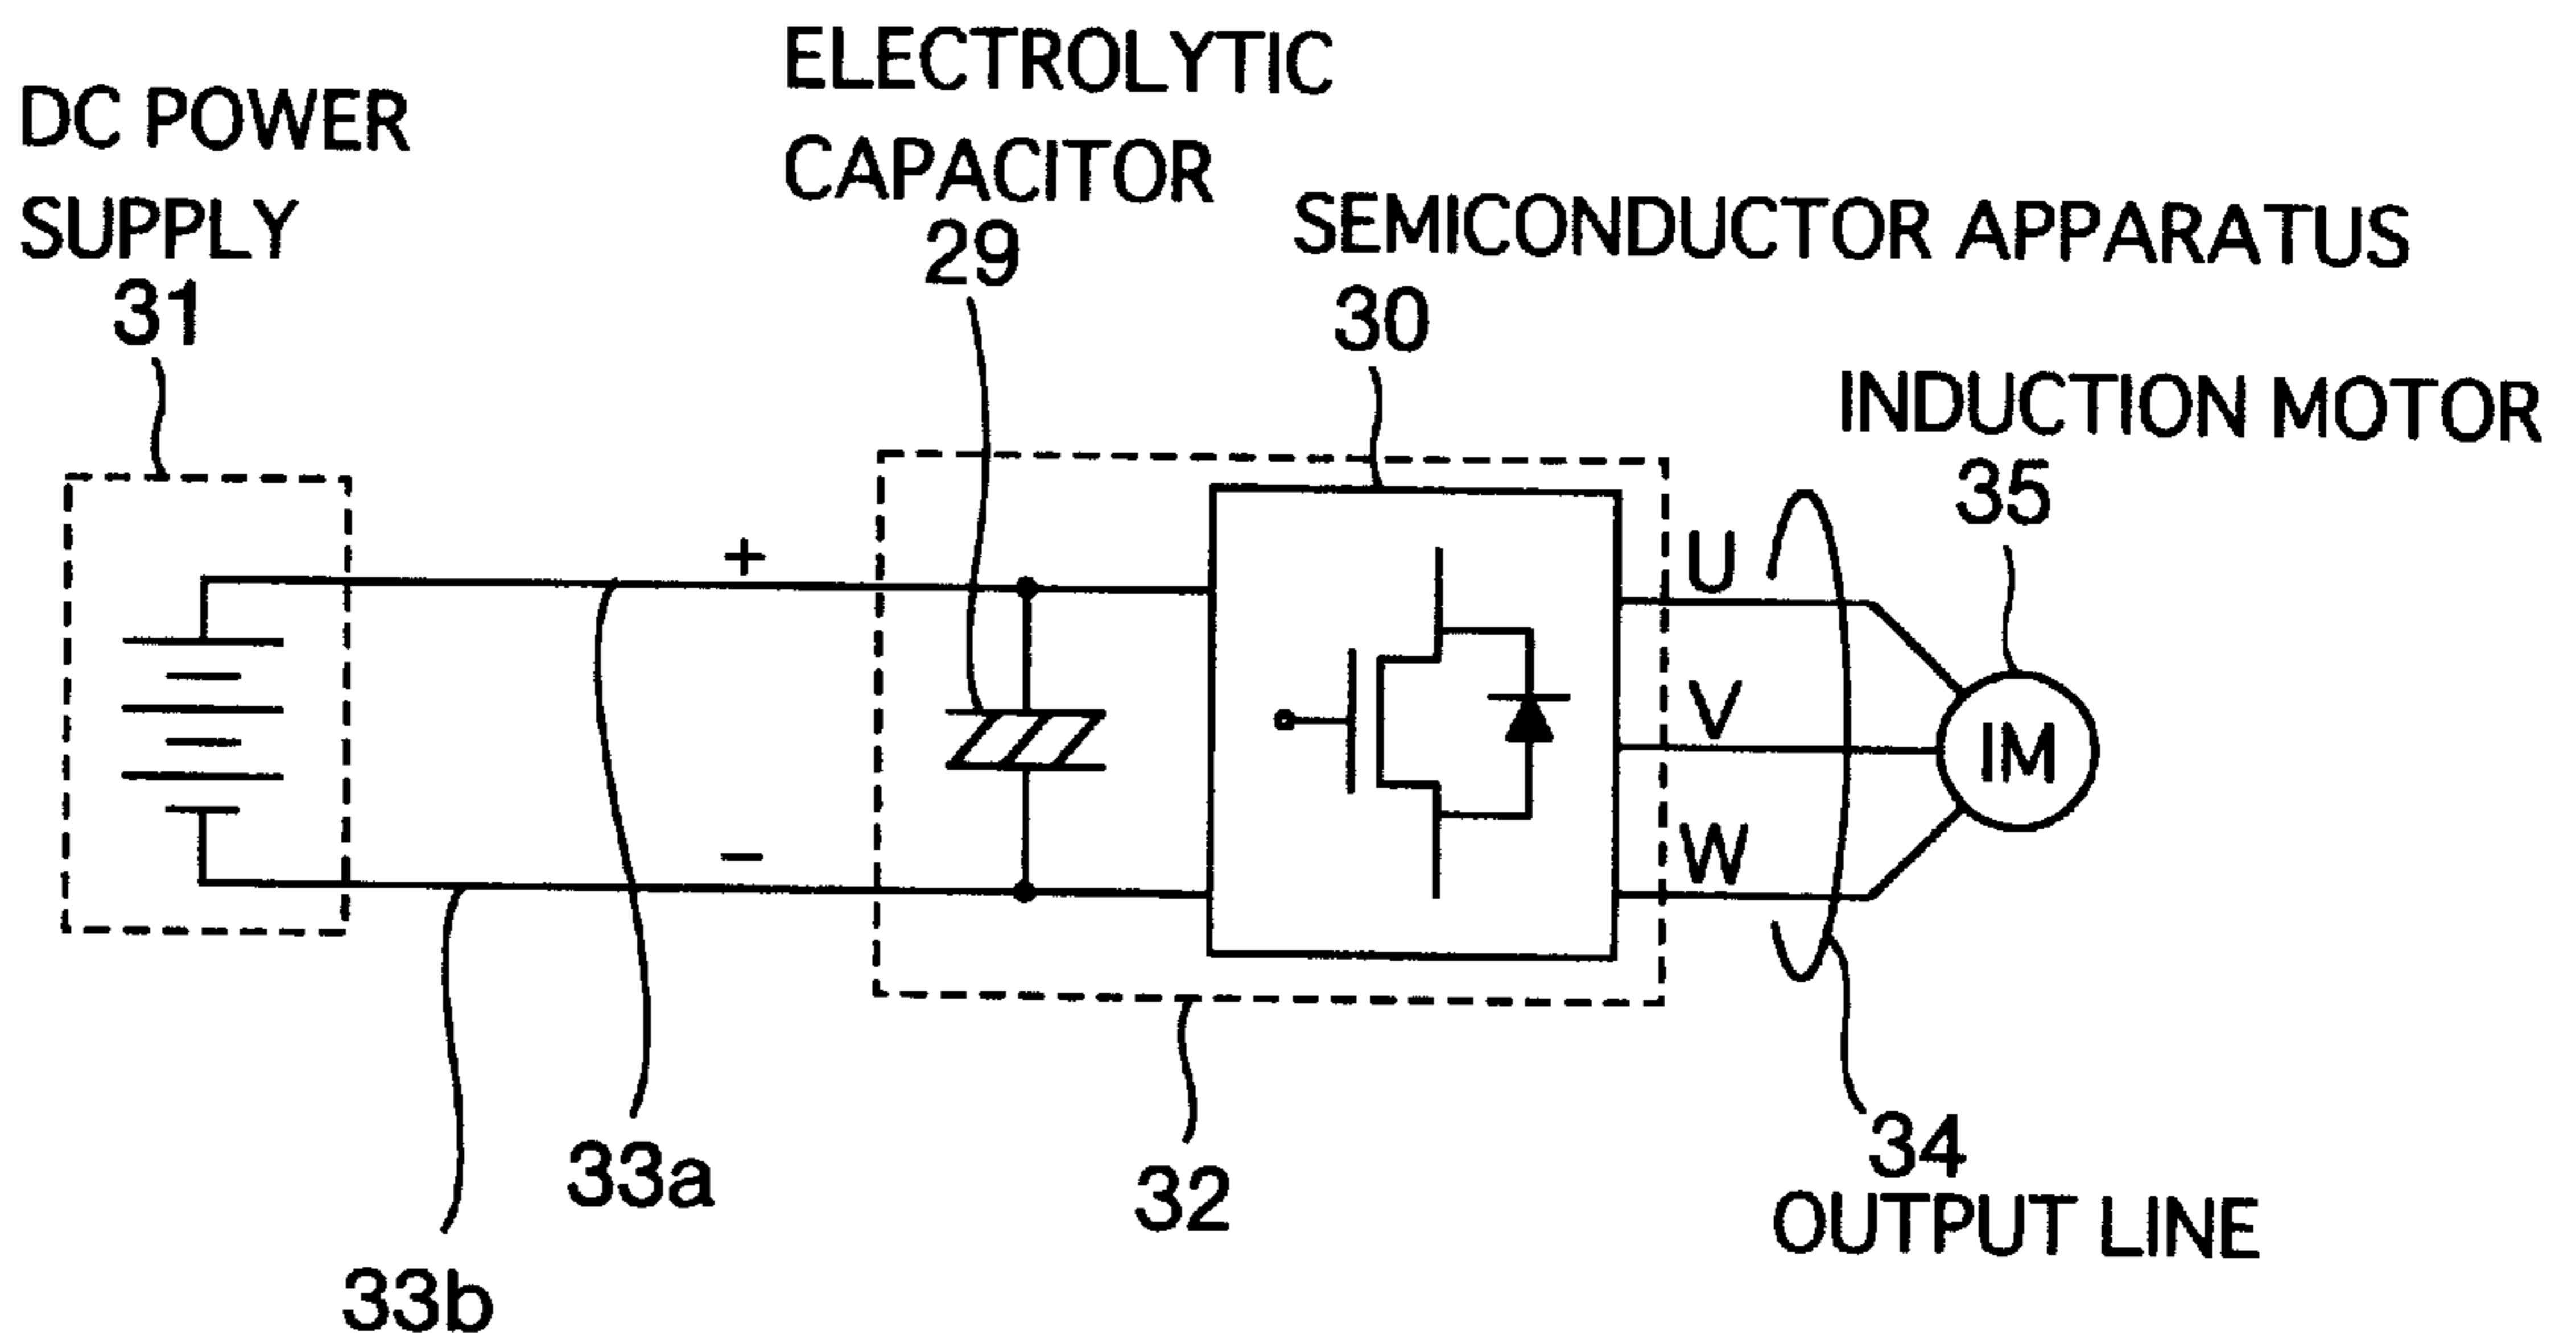 DC POWER
SUPPLY
31
ELECTROLYTIC
CAPACITOR
29
SEMICONDUCTOR APPARATUS
30
INDUCTION MOTOR
35
+
−
U
V
W
IM
33a
33b
32
34
OUTPUT LINE